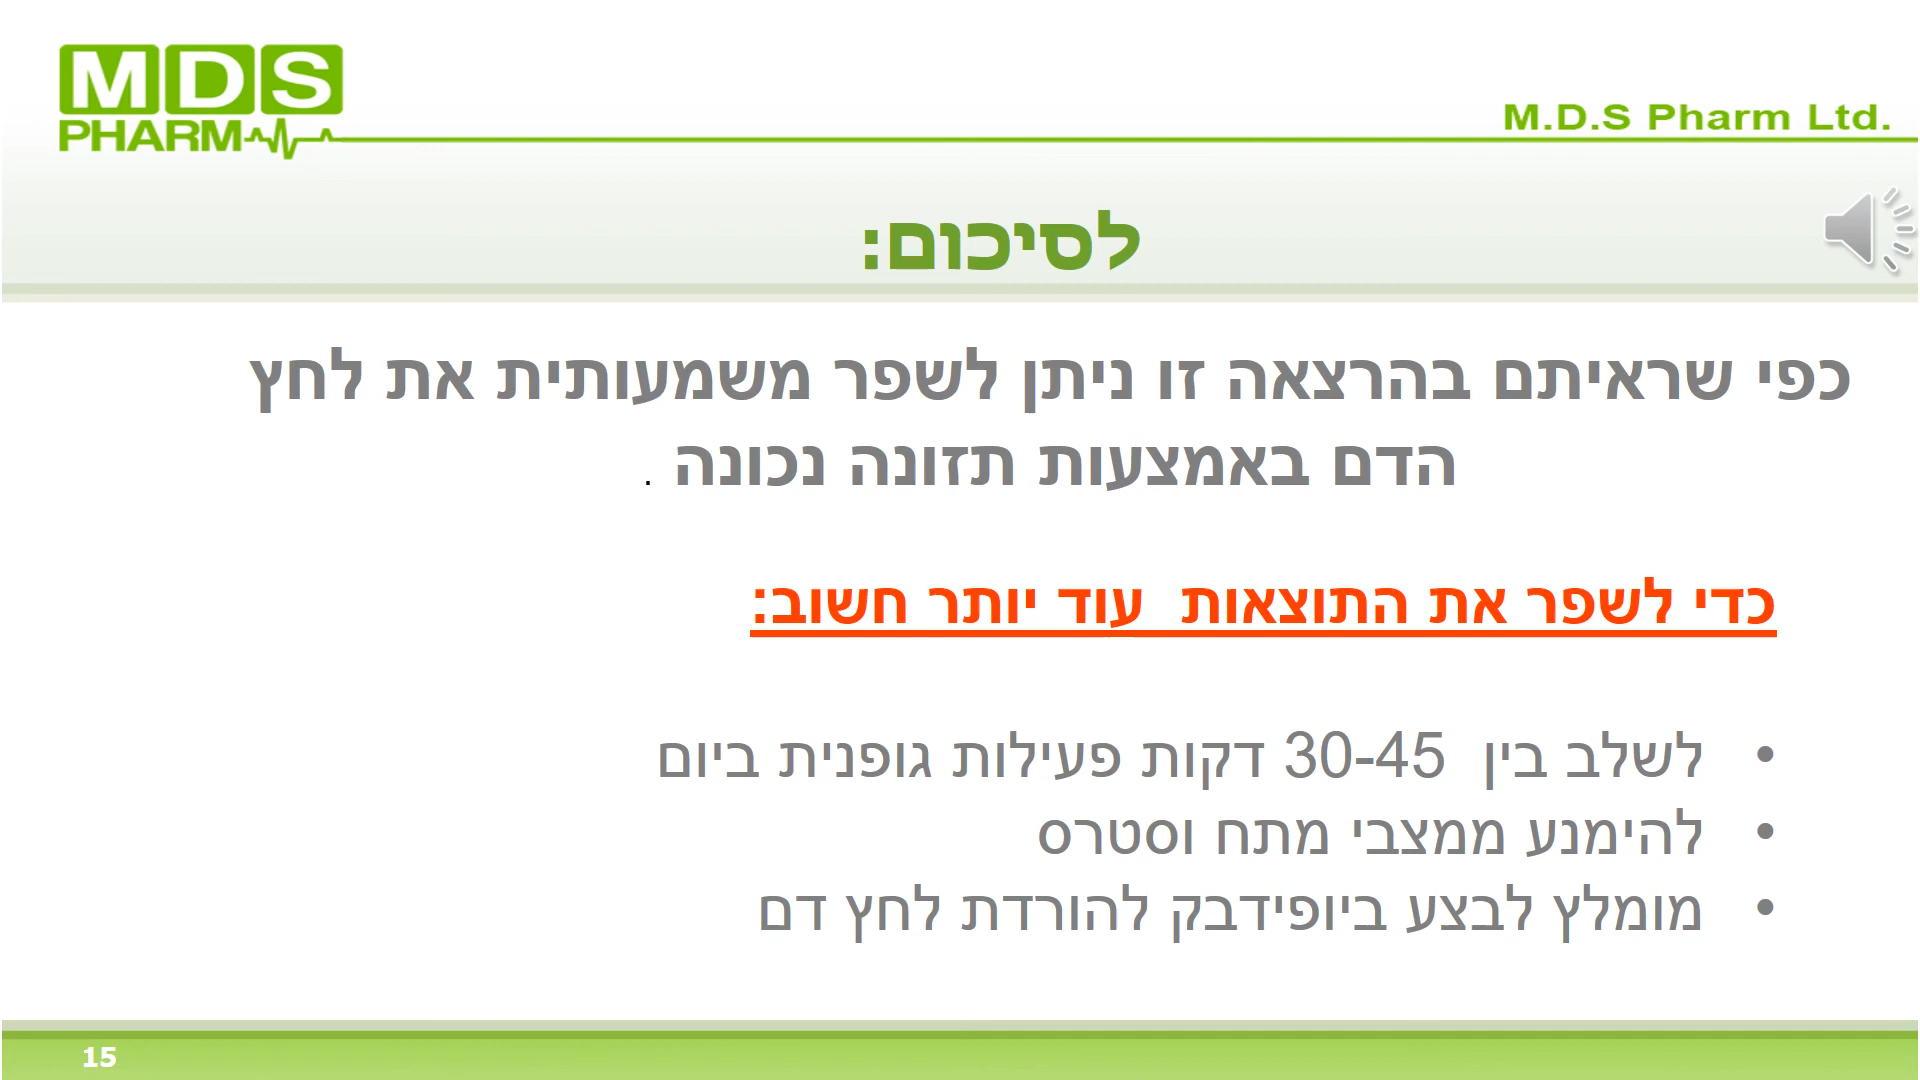 MDS
PHARM
M.D.S Pharm Ltd.
לסיכום:
כפי שראיתם בהרצאה זו ניתן לשפר משמעותית את לחץ
הדם באמצעות תזונה נכונה .
כדי לשפר את התוצאות  עוד יותר חשוב:
• לשלב בין  30-45 דקות פעילות גופנית ביום
• להימנע ממצבי מתח וסטרס
• מומלץ לבצע ביופידבק להורדת לחץ דם
15